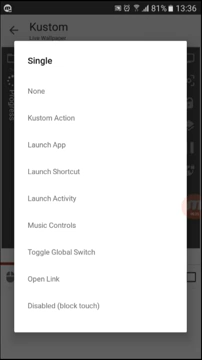 81% 13:36
Kustom
Live Wallpaper
Progress
Single
None
Kustom Action
Launch App
Launch Shortcut
Launch Activity
Music Controls
Toggle Global Switch
Open Link
Disabled (block touch)